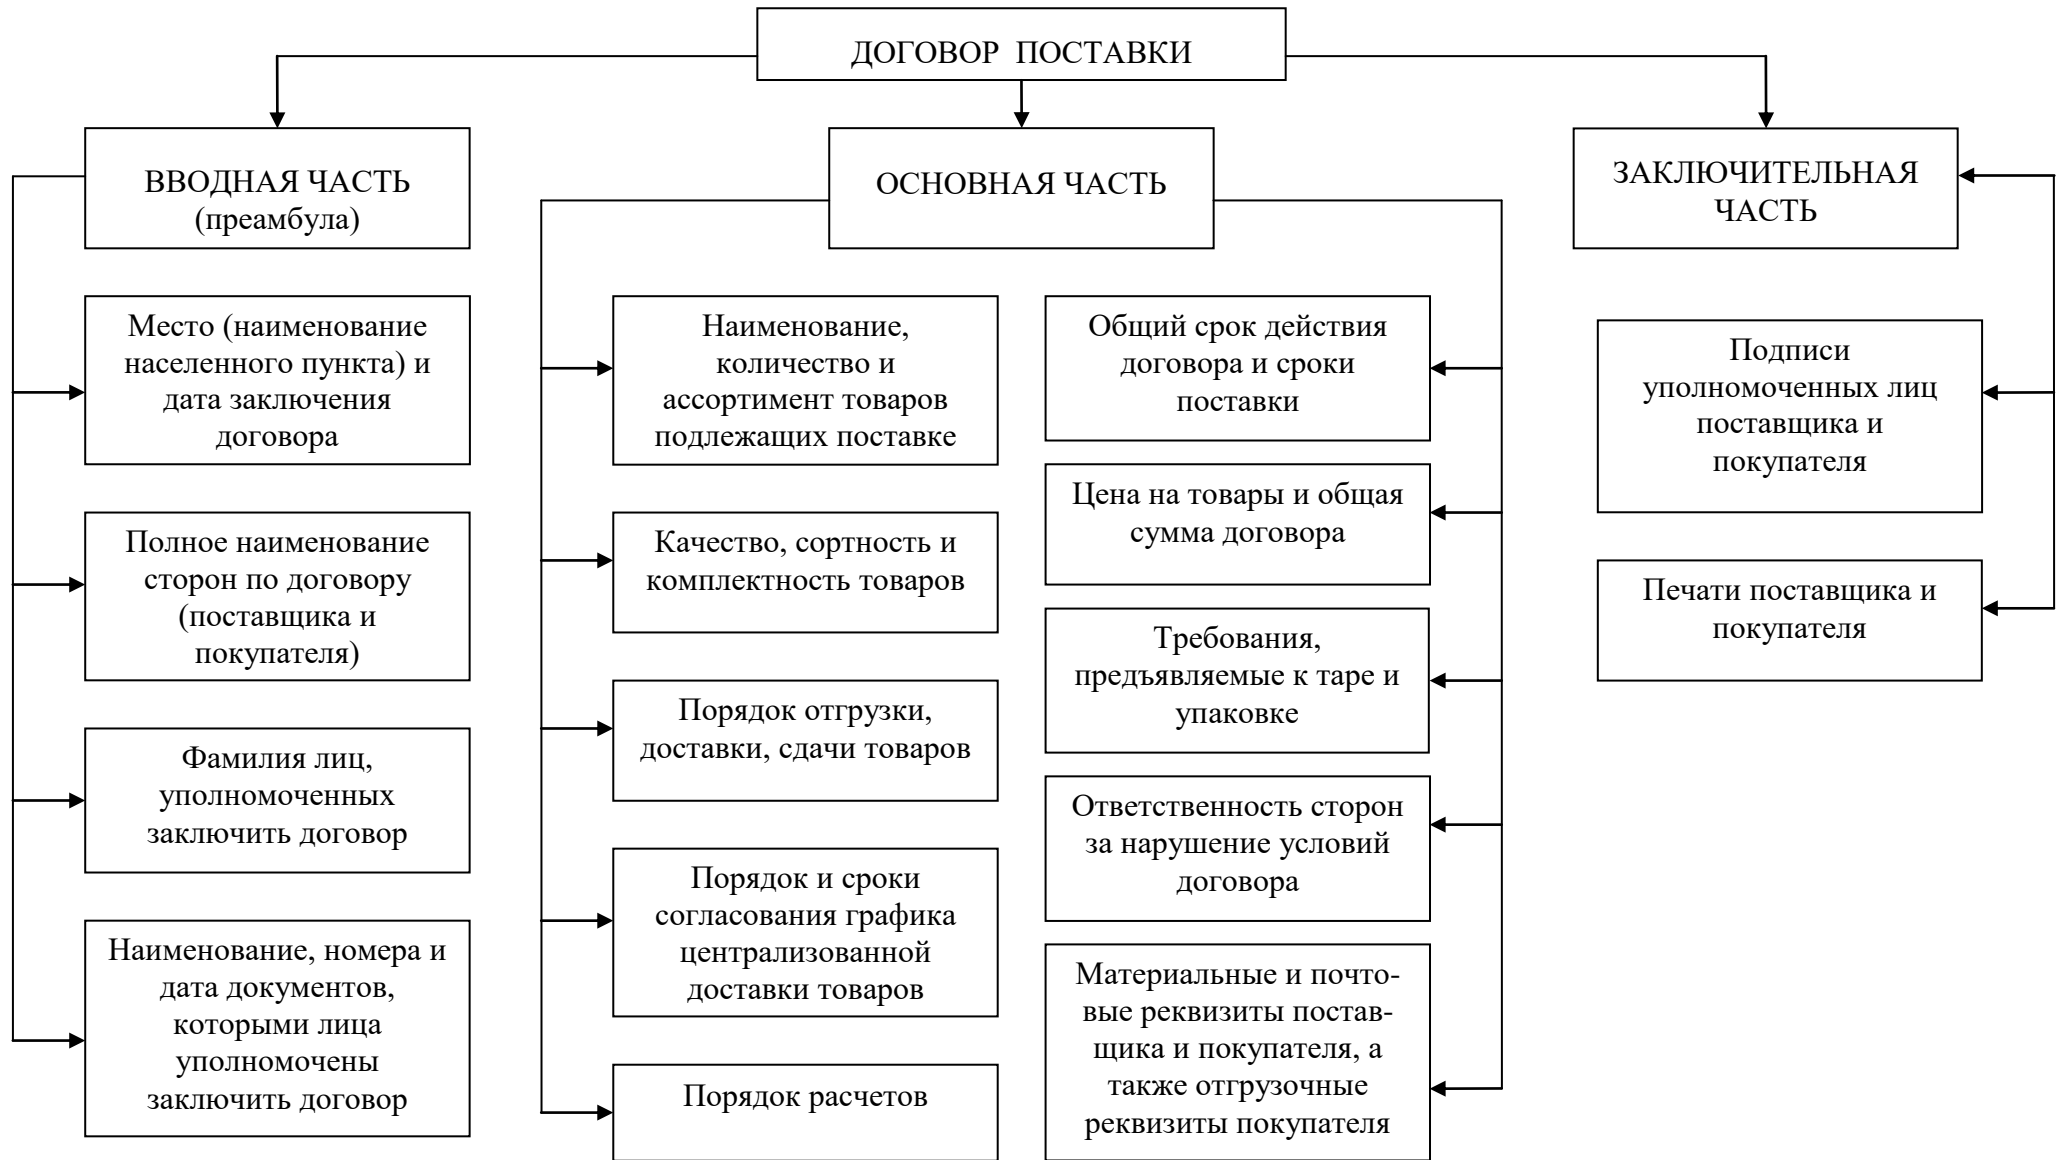 ДОГОВОР ПОСТАВКИ
ВВОДНАЯ ЧАСТЬ
(преамбула)
Место (наименование
населенного пункта) и
дата заключения
договора
Полное наименование
сторон по договору
(поставщика и
покупателя)
Фамилия лиц,
уполномоченных
заключить договор
Наименование, номера и
дата документов,
которыми лица
уполномочены
заключить договор
ОСНОВНАЯ ЧАСТЬ
Наименование,
количество и
ассортимент товаров
подлежащих поставке
Качество, сортность и
комплектность товаров
Порядок отгрузки,
доставки, сдачи товаров
Порядок и сроки
согласования графика
централизованной
доставки товаров
Порядок расчетов
Общий срок действия
договора и сроки
поставки
Цена на товары и общая
сумма договора
Требования,
предъявляемые к таре и
упаковке
Ответственность сторон
за нарушение условий
договора
Материальные и почто-
вые реквизиты постав-
щика и покупателя, а
также отгрузочные
реквизиты покупателя
ЗАКЛЮЧИТЕЛЬНАЯ
ЧАСТЬ
Подписи
уполномоченных лиц
поставщика и
покупателя
Печати поставщика и
покупателя